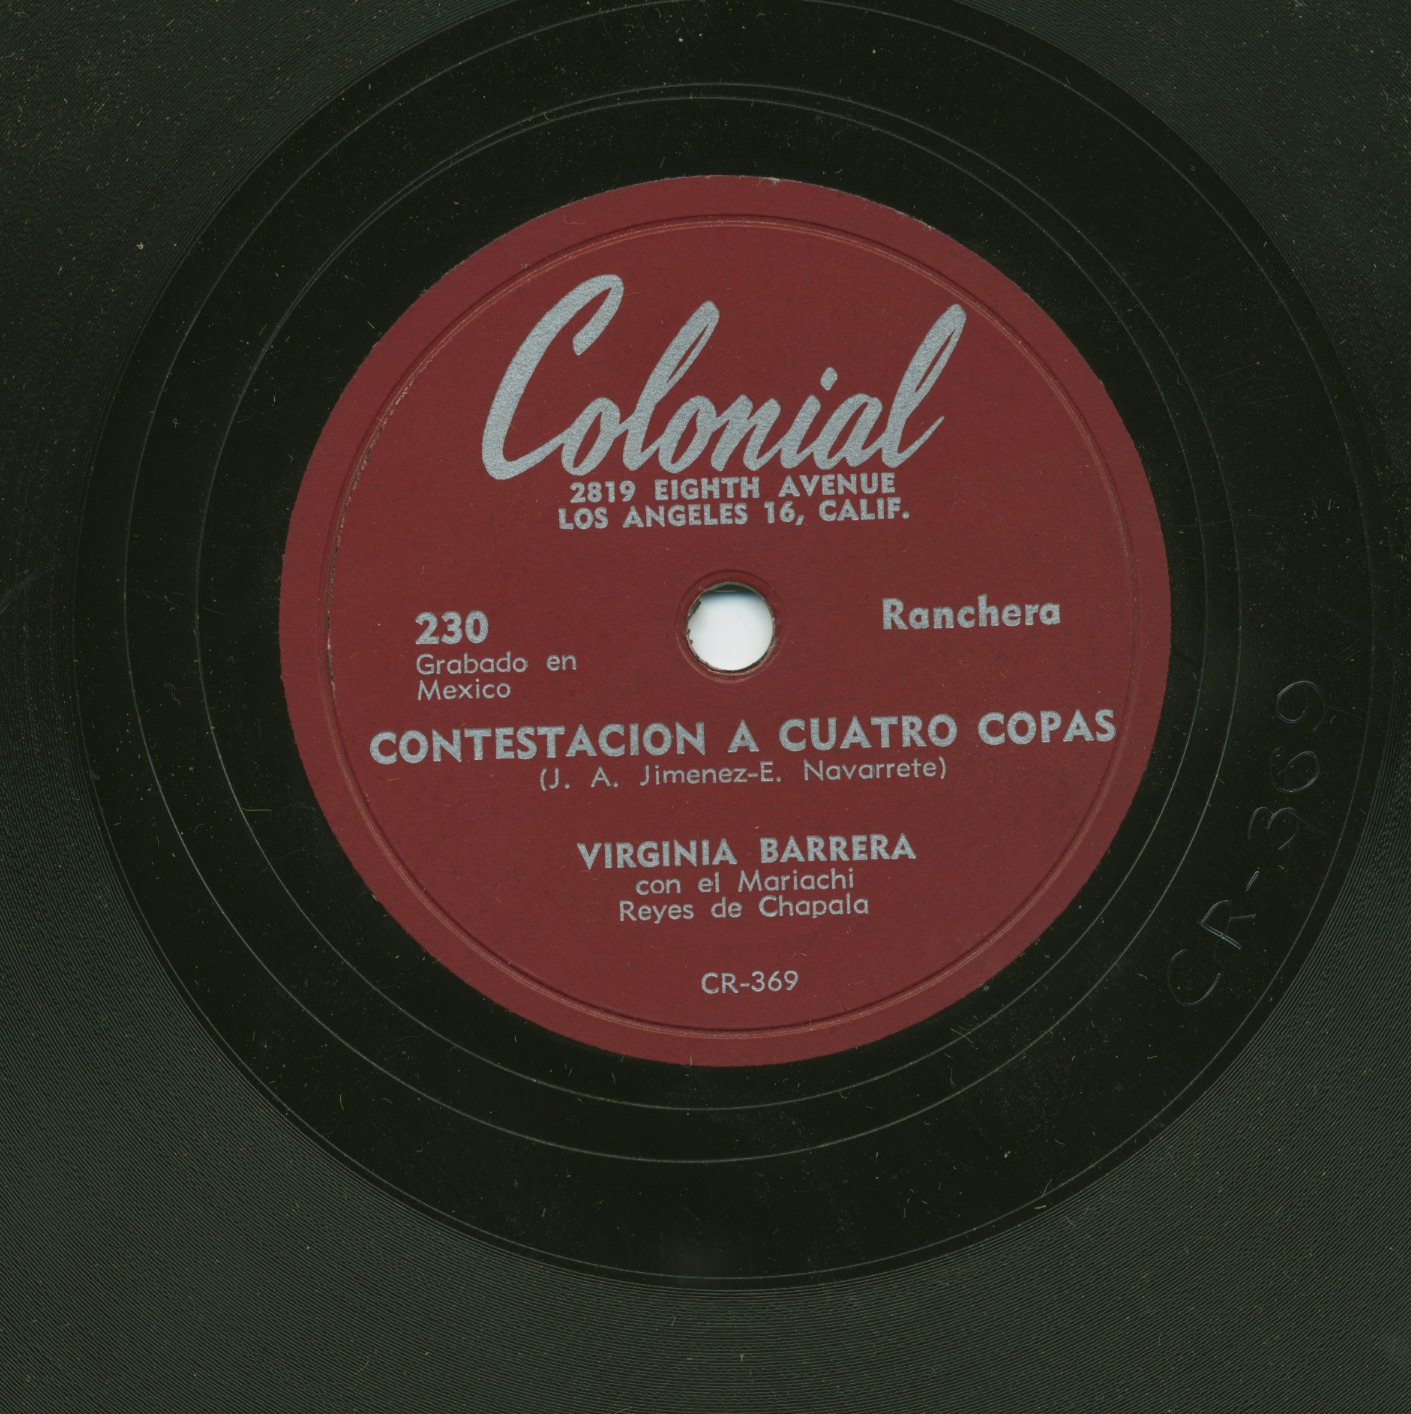 Colonial
2819 EIGHTH AVENUE
LOS ANGELES 16, CALIF.
230
Ranchera
Grabado en
Mexico
CONTESTACION A CUATRO COPAS
(J. A. Jimenez-E. Navarrete)
VIRGINIA BARRERA
con el Mariachi
Reyes de Chapala
CR-369
CR-369